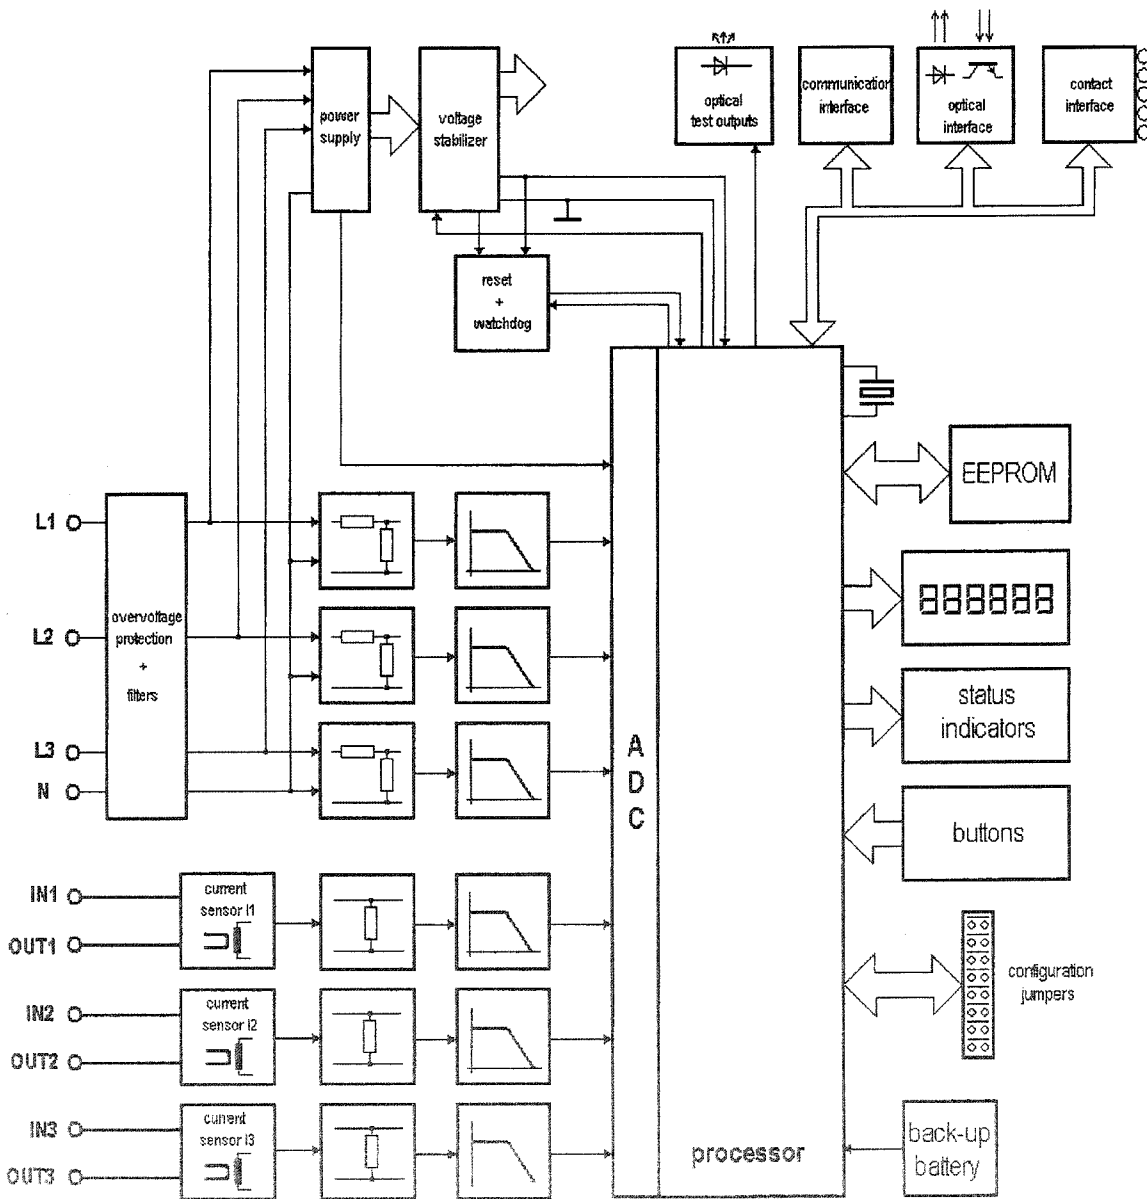 power
supply
voltage
stabilizer
optical
test outputs
communication
interface
optical
interface
contact
interface
reset
+
watchdog
EEPROM
L1
L2
L3
N
overvoltage
protection
+
filters
888888
status
indicators
A
D
C
buttons
IN1
OUT1
current
sensor I1
IN2
OUT2
current
sensor I2
configuration
jumpers
IN3
OUT3
current
sensor I3
processor
back-up
battery